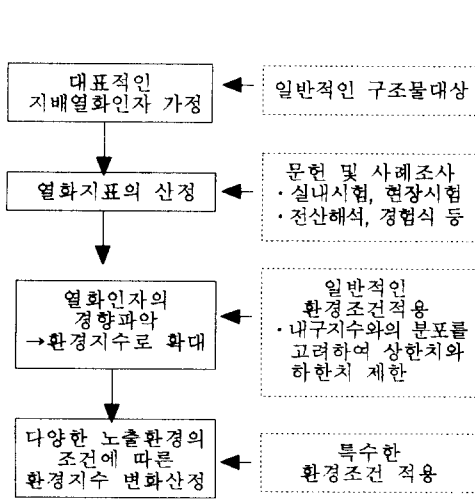 대표적인
지배열화인자 가정
일반적인 구조물대상
열화지표의 산정
문헌 및 사례조사
· 실내시험, 현장시험
· 전산해석, 경험식 등
열화인자의
경향파악
→환경지수로 확대
일반적인
환경조건적용
· 내구지수와의 분포를
고려하여 상한치와
하한치 제한
다양한 노출환경의
조건에 따른
환경지수 변화산정
특수한
환경조건 적용